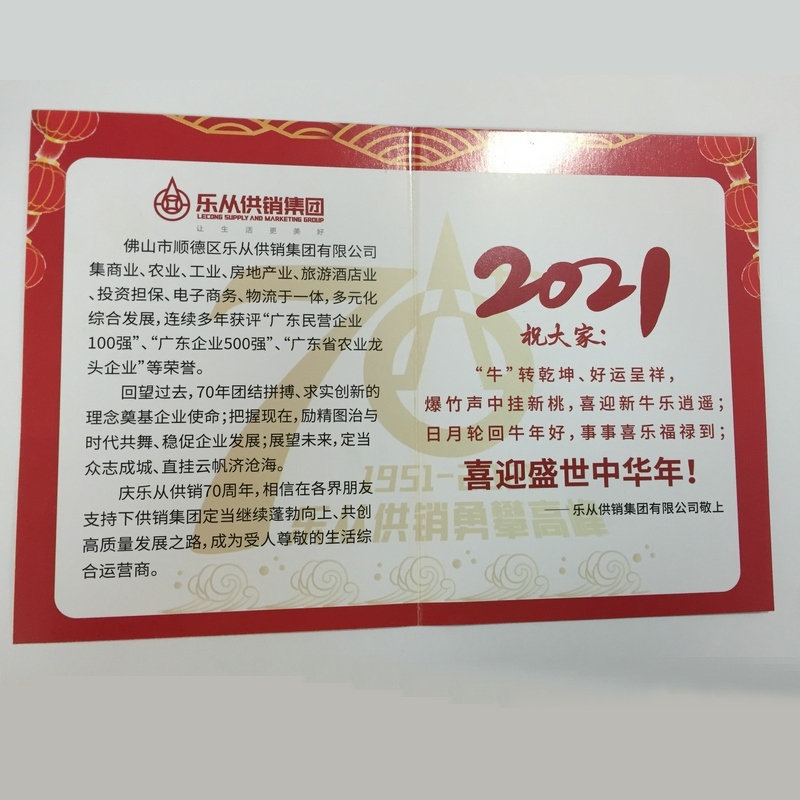 乐从供销集团
LECONG SUPPLY AND MARKETING GROUP
让生活更美好
佛山市顺德区乐从供销集团有限公司
集商业、农业、工业、房地产业、旅游酒店业
、投资担保、电子商务、物流于一体，多元化
综合发展，连续多年获评“广东民营企业
100强”、“广东企业500强”、“广东省农业龙
头企业”等荣誉。
回望过去，70年团结拼搏、求实创新的
理念奠基企业使命；把握现在，励精图治与
时代共舞、稳促企业发展；展望未来，定当
众志成城、直挂云帆济沧海。
庆乐从供销70周年，相信在各界朋友
支持下供销集团定当继续蓬勃向上、共创
高质量发展之路，成为受人尊敬的生活综
合运营商。
2021
祝大家：
“牛”转乾坤、好运呈祥，
爆竹声中挂新桃，喜迎新牛乐逍遥；
日月轮回牛年好，事事喜乐福禄到；
喜迎盛世中华年！
——乐从供销集团有限公司敬上
70
1951-2
乐从供销勇攀高峰